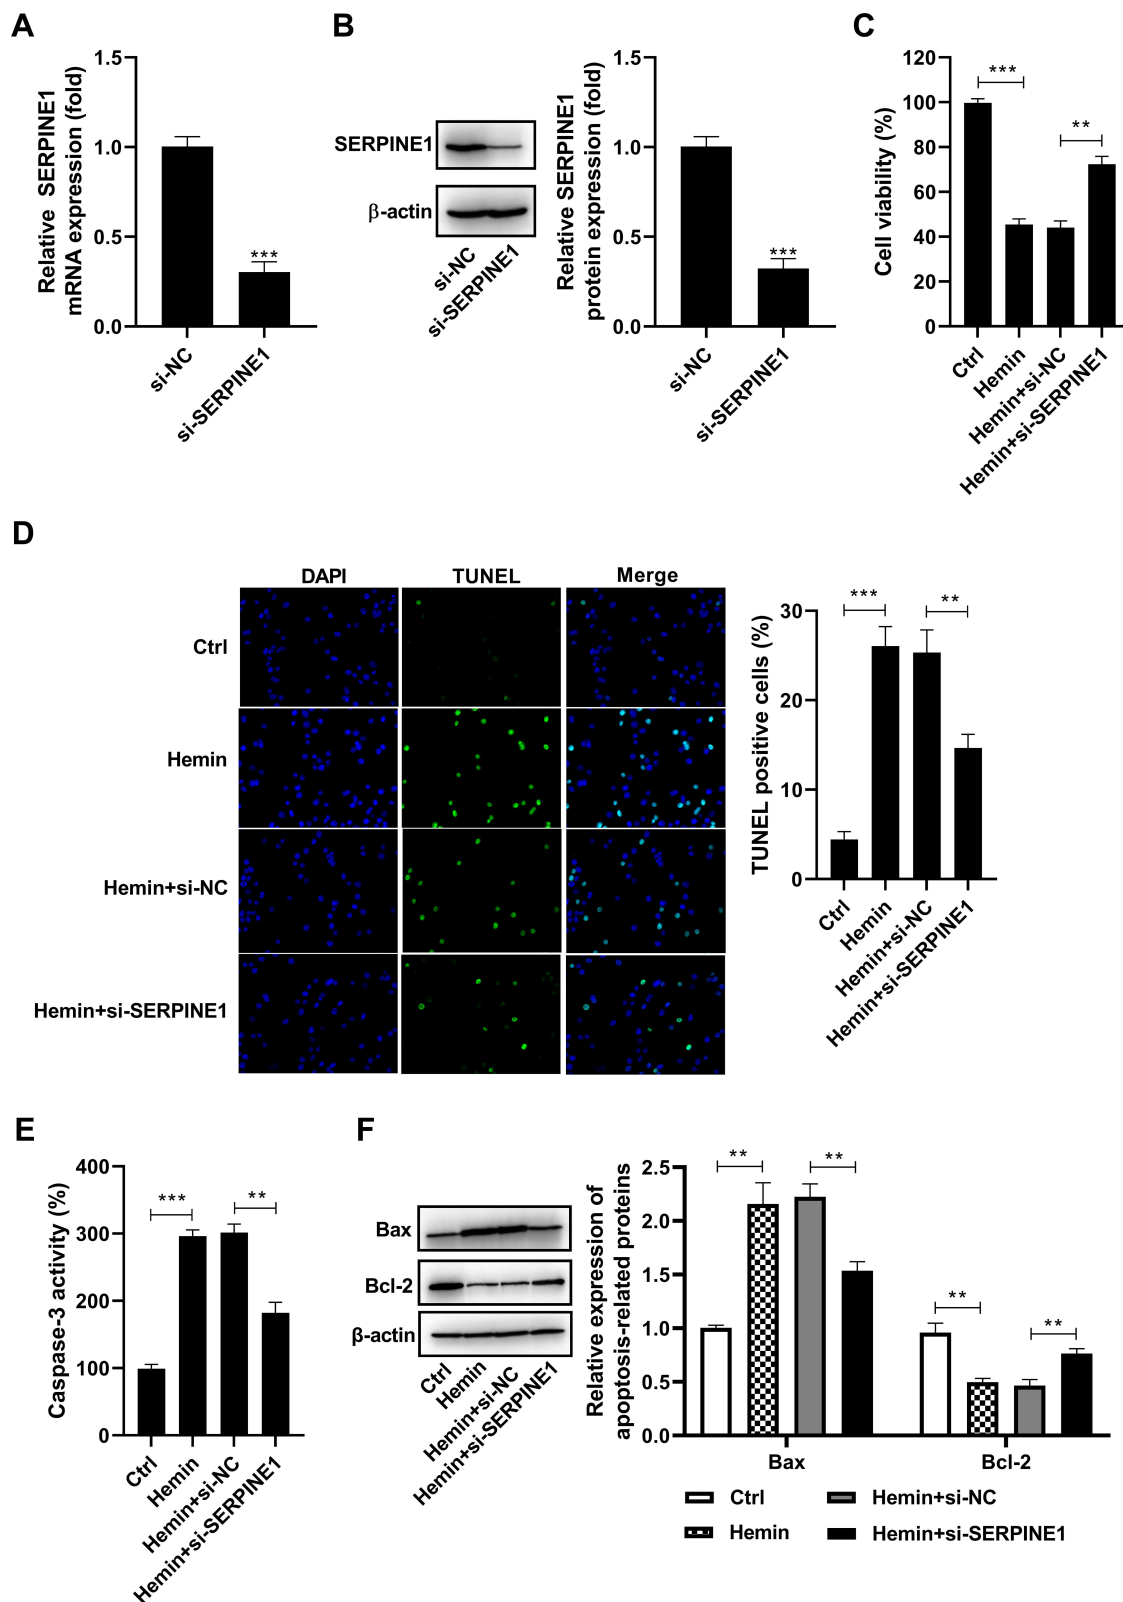 A
Relative SERPINE1
mRNA expression (fold)
1.5
1.0
0.5
0.0
***
si-NC
si-SERPINE1
B
SERPINE1
β-actin
si-NC
si-SERPINE1
Relative SERPINE1
protein expression (fold)
1.5
1.0
0.5
0.0
***
si-NC
si-SERPINE1
C
Cell viability (%)
120
100
80
60
40
20
0
***
**
Ctrl
Hemin
Hemin+si-NC
Hemin+si-SERPINE1
D
DAPI
TUNEL
Merge
Ctrl
Hemin
Hemin+si-NC
Hemin+si-SERPINE1
TUNEL positive cells (%)
30
20
10
0
***
**
Ctrl
Hemin
Hemin+si-NC
Hemin+si-SERPINE1
E
Caspase-3 activity (%)
400
300
200
100
0
***
**
Ctrl
Hemin
Hemin+si-NC
Hemin+si-SERPINE1
F
Bax
Bcl-2
β-actin
Ctrl
Hemin
Hemin+si-NC
Hemin+si-SERPINE1
Relative expression of
apoptosis-related proteins
2.5
2.0
1.5
1.0
0.5
0.0
**
**
**
**
Bax
Bcl-2
Ctrl
Hemin+si-NC
Hemin
Hemin+si-SERPINE1